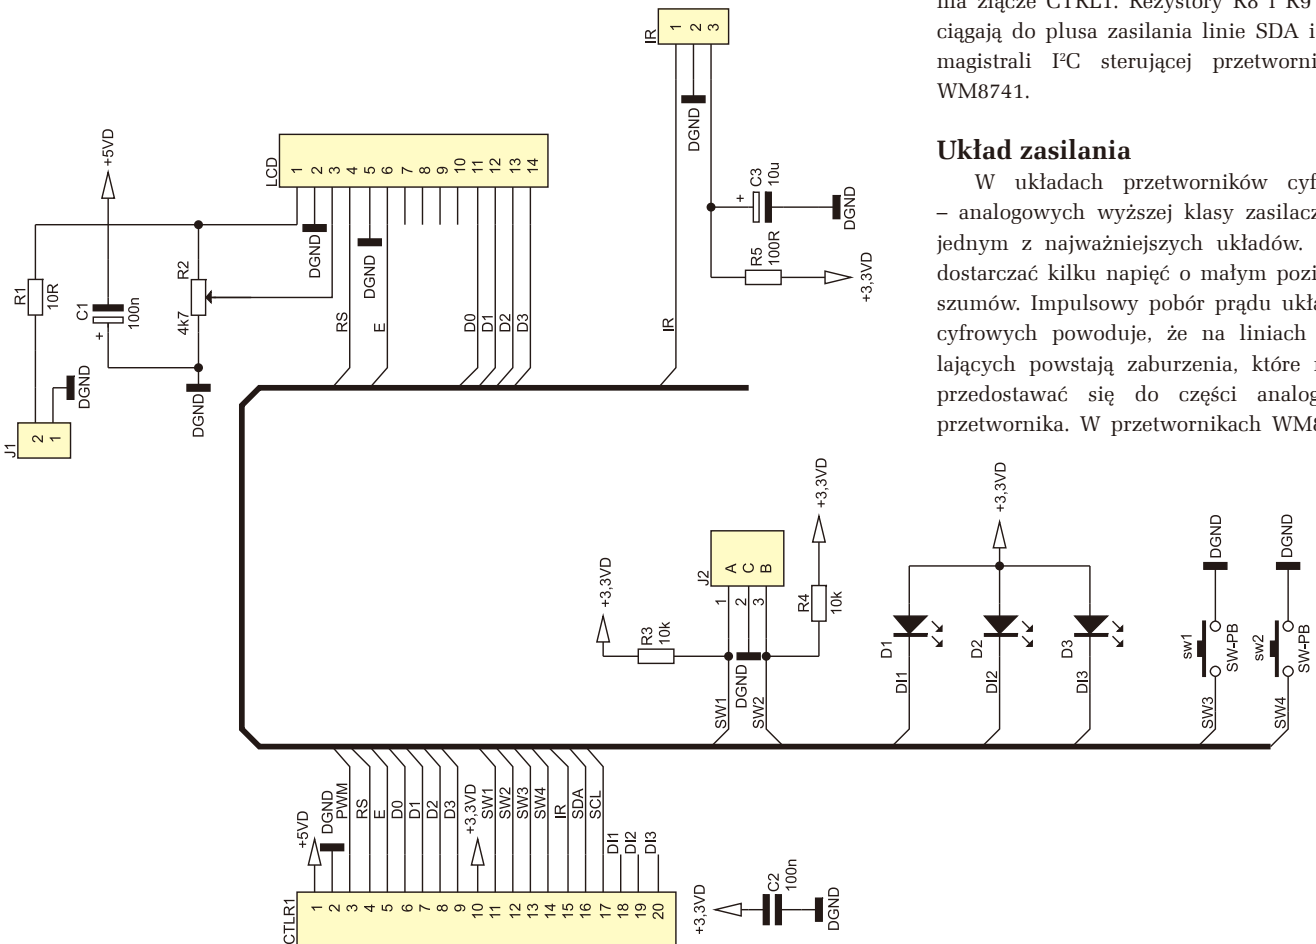 nia złącze CTRL1. Rezystory R8 i R9
ciągają do plusa zasilania linie SDA i
magistrali I²C sterującej przetworni
WM8741.
Układ zasilania
W układach przetworników cyf
– analogowych wyższej klasy zasilacz
jednym z najważniejszych układów.
dostarczać kilku napięć o małym pozi
szumów. Impulsowy pobór prądu ukła
cyfrowych powoduje, że na liniach
lających powstają zaburzenia, które
przedostawać się do części analog
przetwornika. W przetwornikach WM8
J1
2
1
DGND
R1
10R
+5VD
C1
+
100n
R2
4k7
DGND
LCD
1
2
3
4
5
6
7
8
9
10
11
12
13
14
DGND
DGND
RS
E
D0
D1
D2
D3
IR
1
2
3
DGND
IR
C3
10u
+
DGND
R5
100R
+3,3VD
+3,3VD
R3
10k
J2
A
C
B
1
2
3
DGND
SW1
SW2
R4
10k
+3,3VD
+3,3VD
D1
D2
D3
DI1
DI2
DI3
sw1
SW-PB
DGND
SW3
sw2
SW-PB
DGND
SW4
CTLR1
1
2
3
4
5
6
7
8
9
10
11
12
13
14
15
16
17
18
19
20
+5VD
DGND
PWM
RS
E
D0
D1
D2
D3
+3,3VD
SW1
SW2
SW3
SW4
IR
SDA
SCL
DI1
DI2
DI3
+3,3VD
C2
100n
DGND